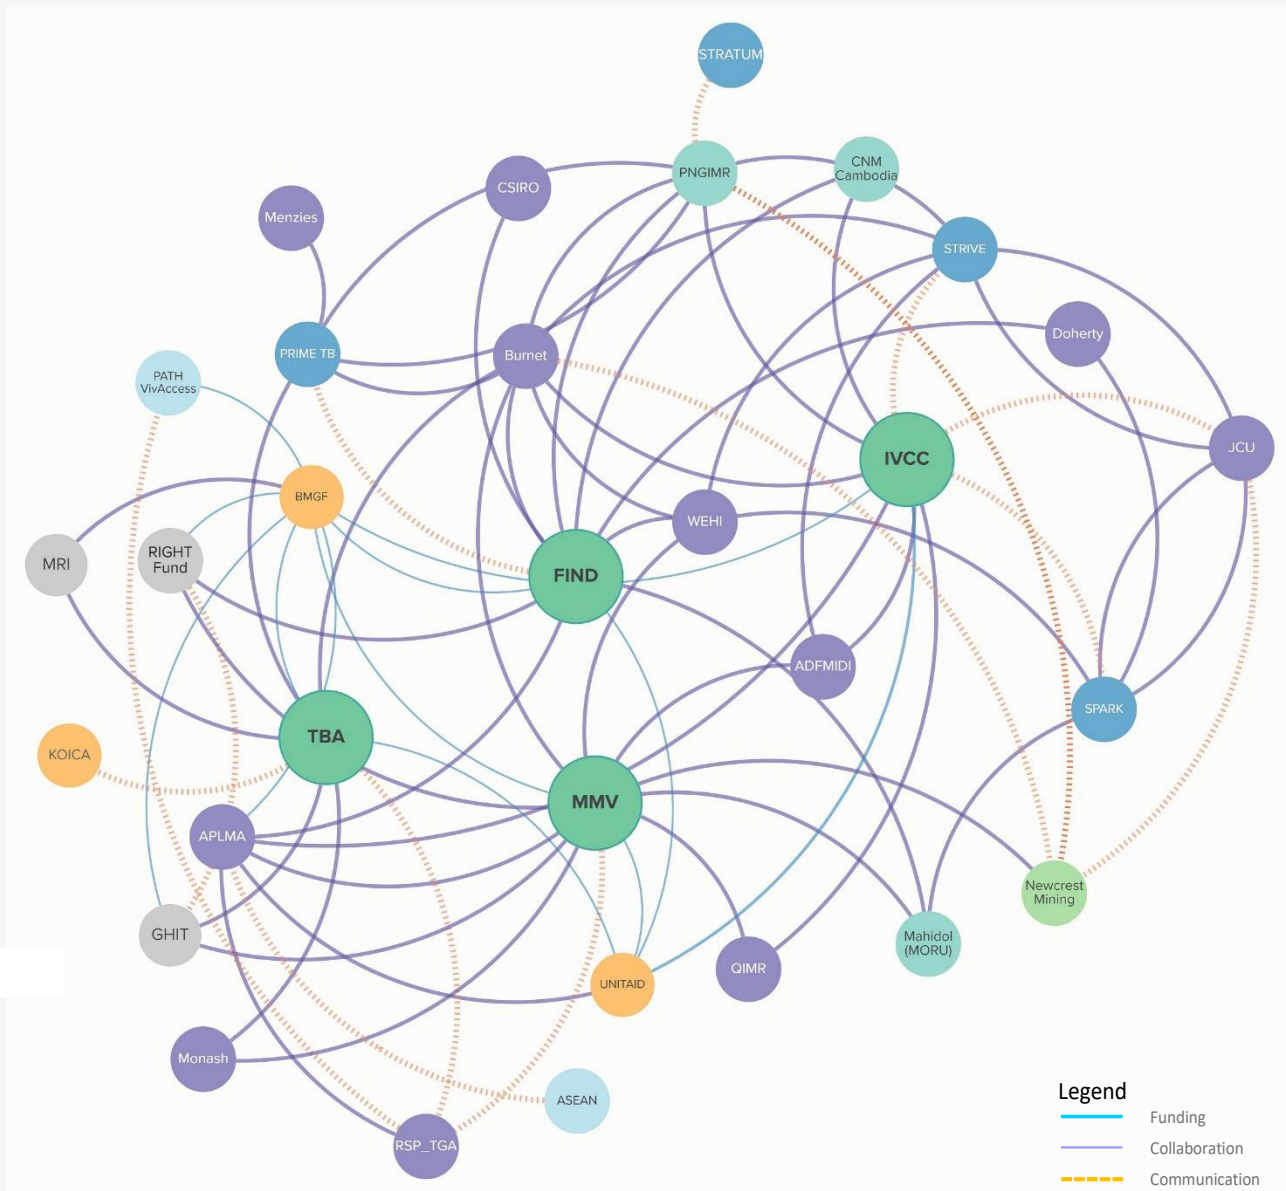 STRATUM
PNGIMR
CNM
Cambodia
CSIRO
Menzies
STRIVE
Doherty
PRIME TB
Burnet
PATH
VivAccess
JCU
IVCC
BMGF
WEHI
MRI
RIGHT
Fund
FIND
ADFMIDI
SPARK
TBA
KOICA
MMV
APLMA
Newcrest
Mining
GHIT
Mahidol
(MORU)
QIMR
UNITAID
Monash
ASEAN
RSP_TGA
Legend
Funding
Collaboration
Communication